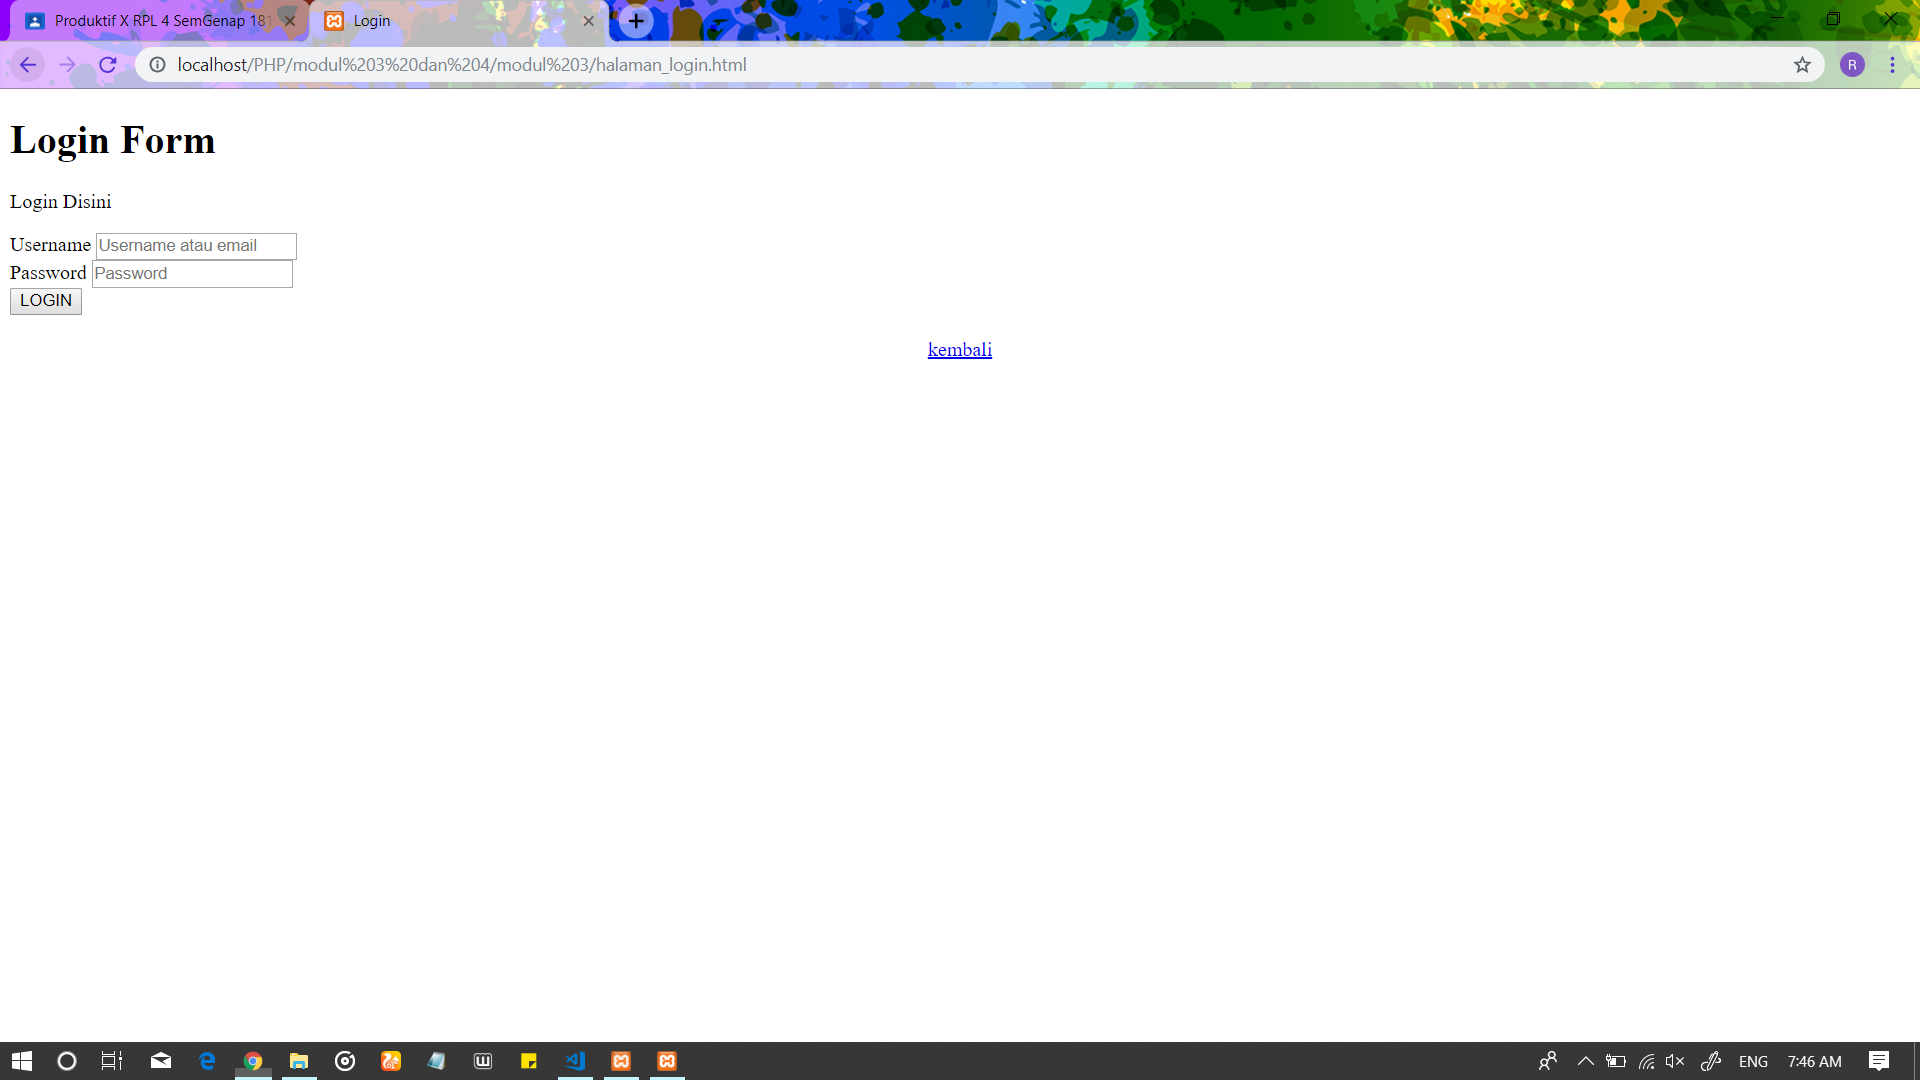 Produktif X RPL 4 SemGenap 181
Login
localhost/PHP/modul%203%20dan%204/modul%203/halaman_login.html
R
Login Form
Login Disini
Username Username atau email
Password Password
LOGIN
kembali
ENG 7:46 AM